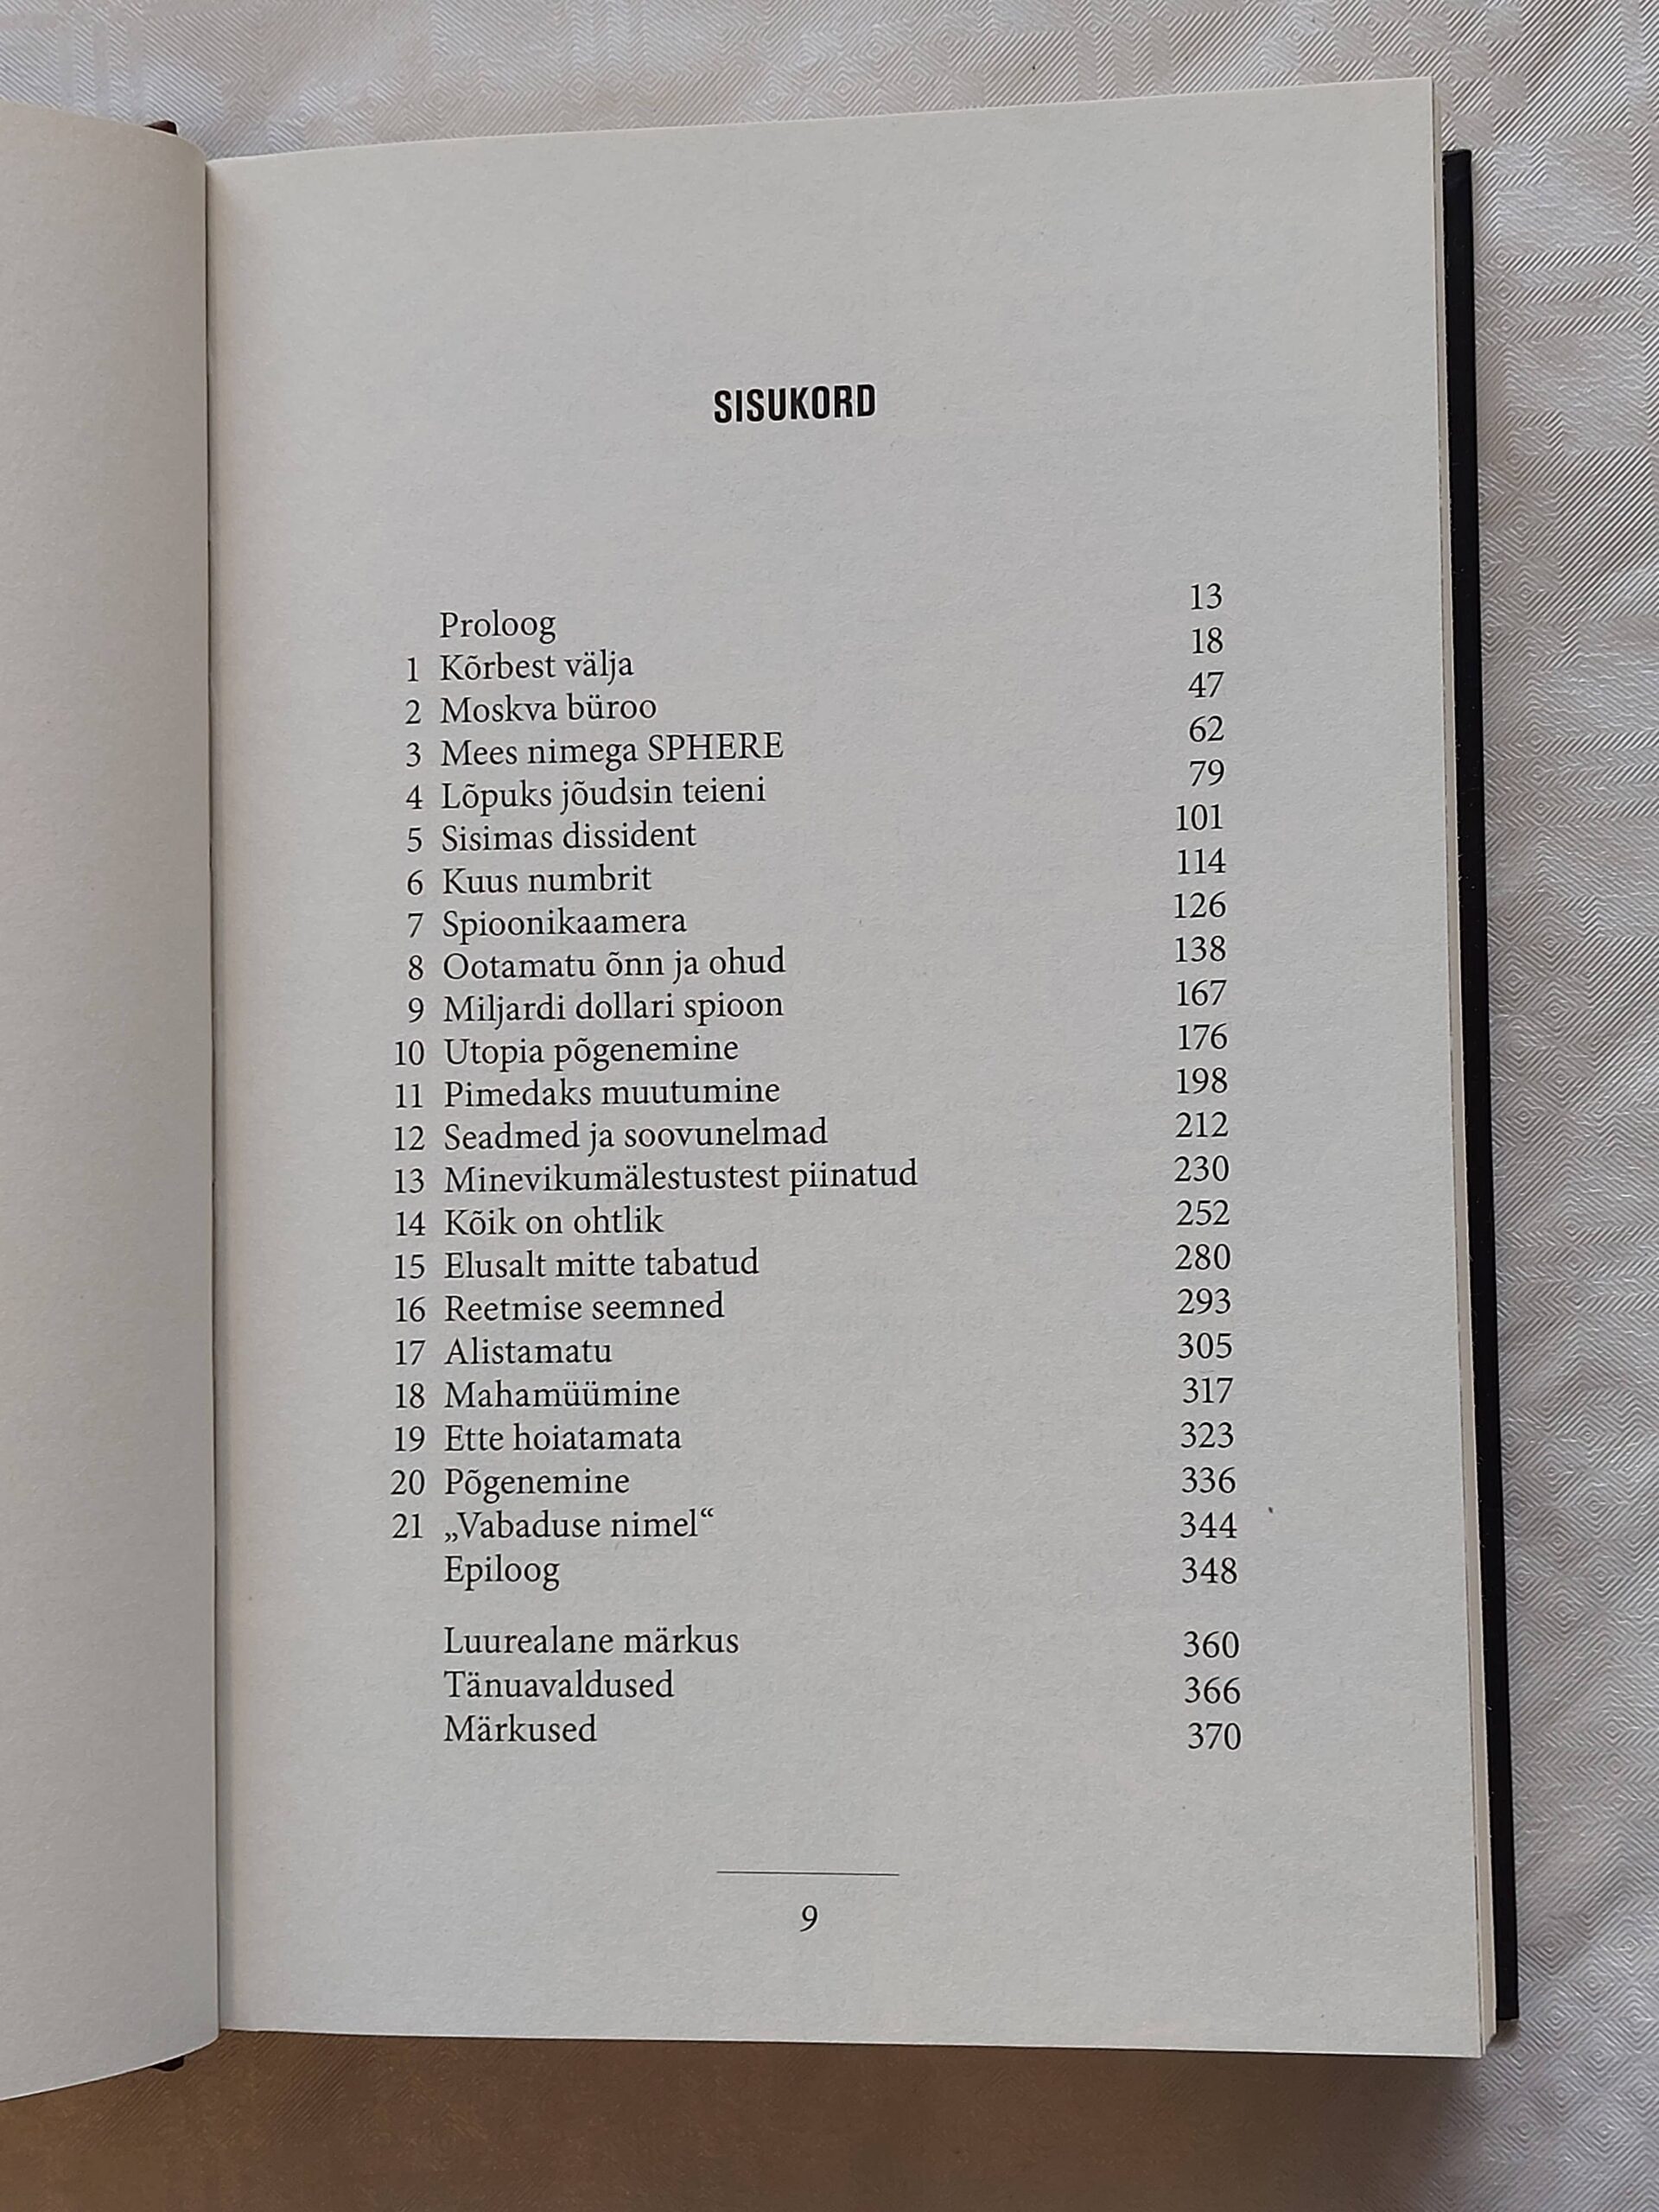 SISUKORD
Proloog 13
1 Kõrbest välja 18
2 Moskva büroo 47
3 Mees nimega SPHERE 62
4 Lõpuks jõudsin teieni 79
5 Sisimas dissident 101
6 Kuus numbrit 114
7 Spioonikaamera 126
8 Ootamatu õnn ja ohud 138
9 Miljardi dollari spioon 167
10 Utopia põgenemine 176
11 Pimedaks muutumine 198
12 Seadmed ja soovunelmad 212
13 Minevikumälestustest piinatud 230
14 Kõik on ohtlik 252
15 Elusalt mitte tabatud 280
16 Reetmise seemned 293
17 Alistamatu 305
18 Mahamüümine 317
19 Ette hoiatamata 323
20 Põgenemine 336
21 „Vabaduse nimel“ 344
Epiloog 348
Luurealane märkus 360
Tänuavaldused 366
Märkused 370
9